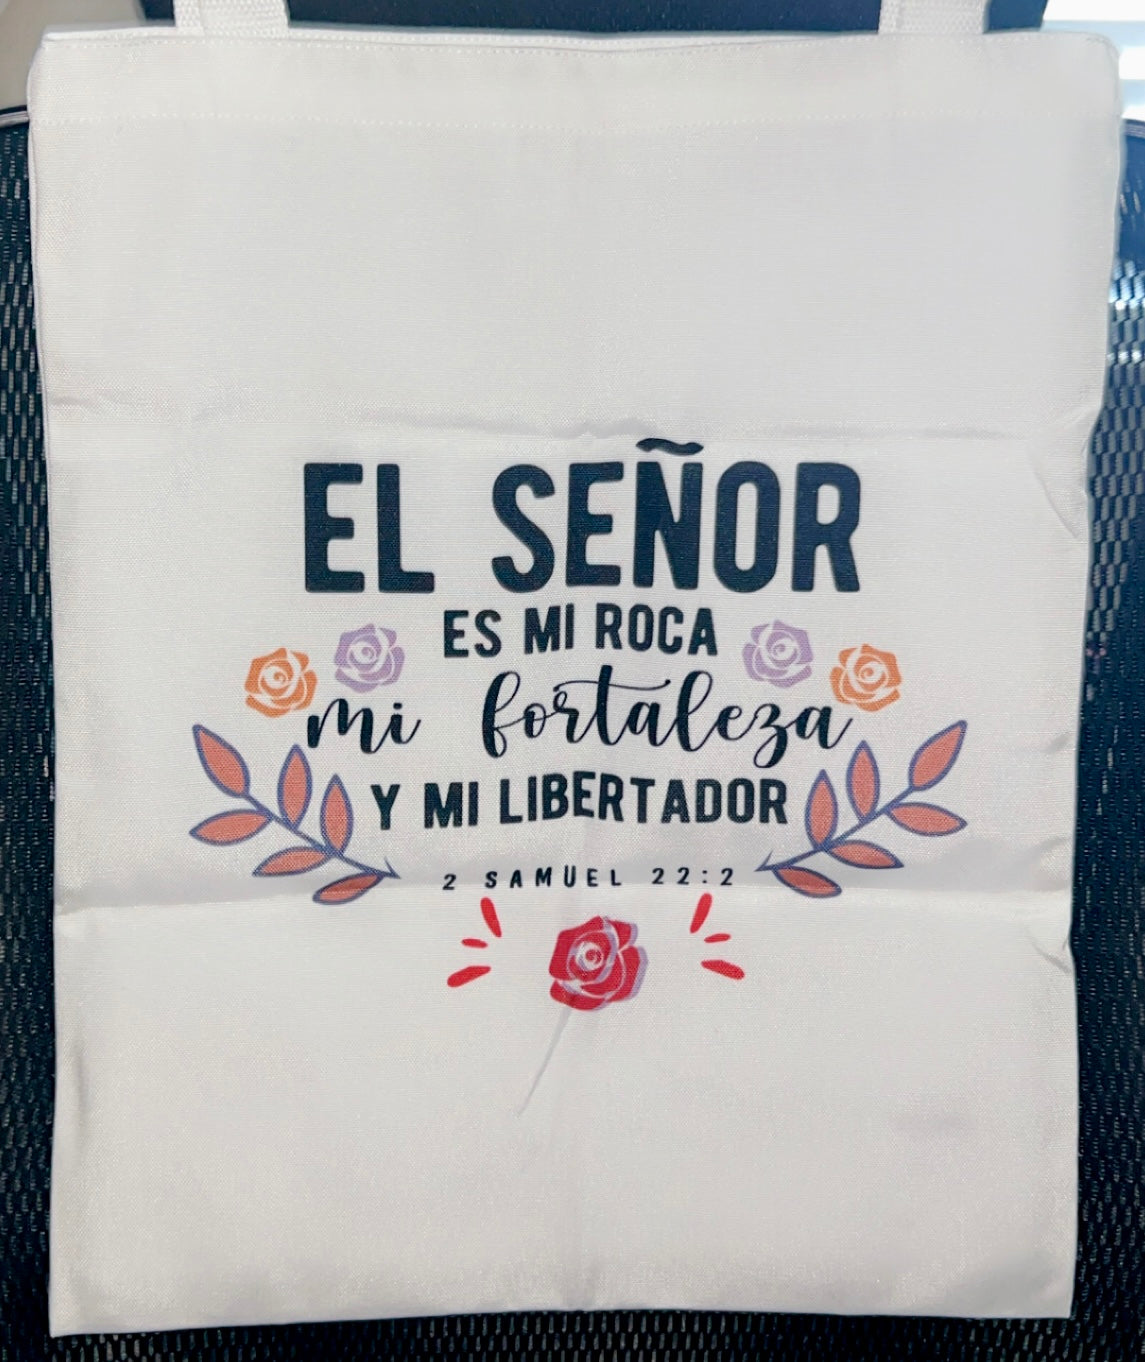 EL SEÑOR
ES MI ROCA
mi fortaleza
Y MI LIBERTADOR
2 SAMUEL 22:2